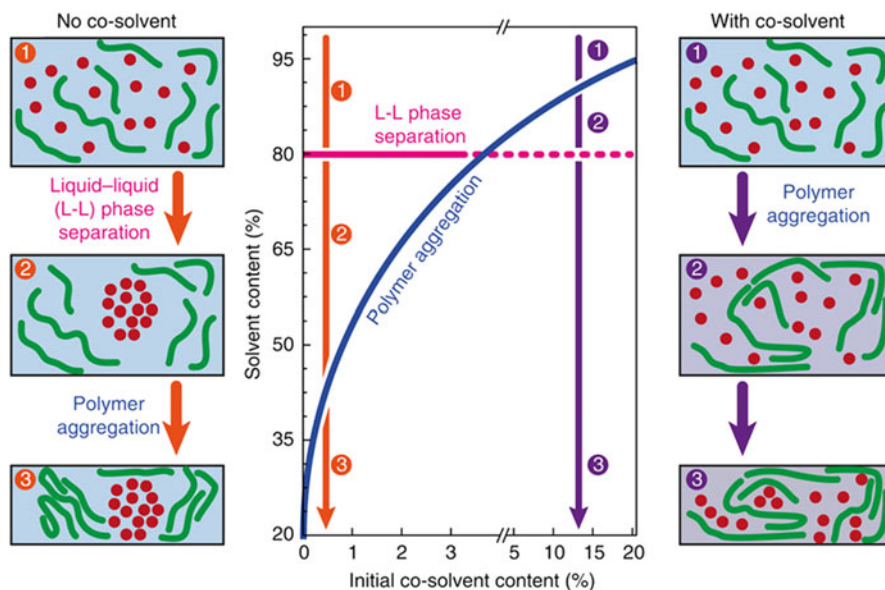 No co-solvent
1
Liquid–liquid
(L-L) phase
separation
2
Polymer
aggregation
3
Solvent content (%)
95
80
65
50
35
20
1
2
3
L-L phase
separation
Polymer aggregation
1
2
3
0
1
2
3
5
10
15
20
Initial co-solvent content (%)
With co-solvent
1
Polymer
aggregation
2
3